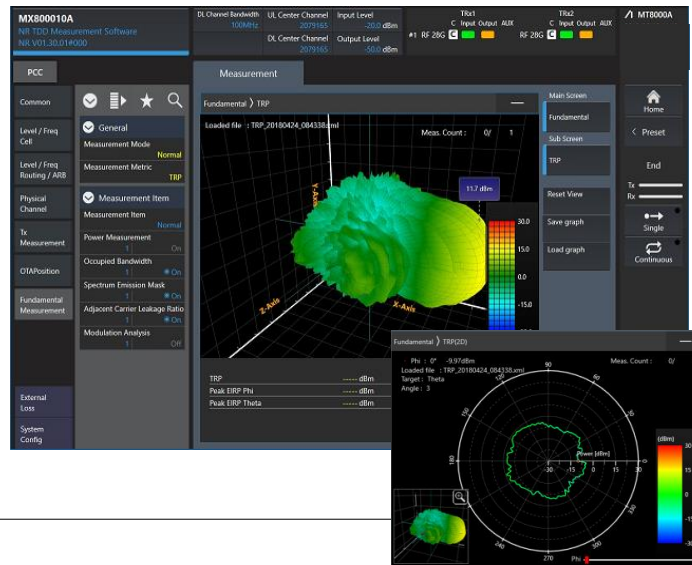 MX800010A
NR TDD Measurement Software
NR V01.30.01#000
DL Channel Bandwidth
100MHz
UL Center Channel
2079165
Input Level
-20.0 dBm
DL Center Channel
2079165
Output Level
-50.0 dBm
TRx1
C Input Output AUX
#1 RF 28G C
TRx2
C Input Output AUX
RF 28G C
MT8000A
PCC
Measurement
Common
Level / Freq
Cell
Level / Freq
Routing / ARB
Physical
Channel
Tx
Measurement
OTAPosition
Fundamental
Measurement
External
Loss
System
Config
General
Measurement Mode
Normal
Measurement Metric
TRP
Measurement Item
Measurement Item
Normal
Power Measurement
1 On
Occupied Bandwidth
1 On
Spectrum Emission Mask
1 On
Adjacent Carrier Leakage Ratio
1 On
Modulation Analysis
1 Off
Fundamental 〉 TRP
Loaded file : TRP_20180424_084338.xml
Meas. Count : 0/ 1
Y-Axis
Z-Axis
X-Axis
11.7 dBm
30.0
15.0
0.0
-15.0
TRP ----- dBm
Peak EIRP Phi ----- dBm
Peak EIRP Theta ----- dBm
Main Screen
Fundamental
Sub Screen
TRP
Reset View
Save graph
Load graph
Home
< Preset
End
Tx
Rx
Single
Continuous
Fundamental 〉 TRP(2D)
Phi : 0° -9.97dBm
Loaded file : TRP_20180424_084338.xml
Target : Theta
Angle : 3
Meas. Count : 0/
90
60
30
0
330
300
270
240
180
150
Power [dBm]
-30 -15 0 15
(dBm)
30
15
0
-15
-30
Phi